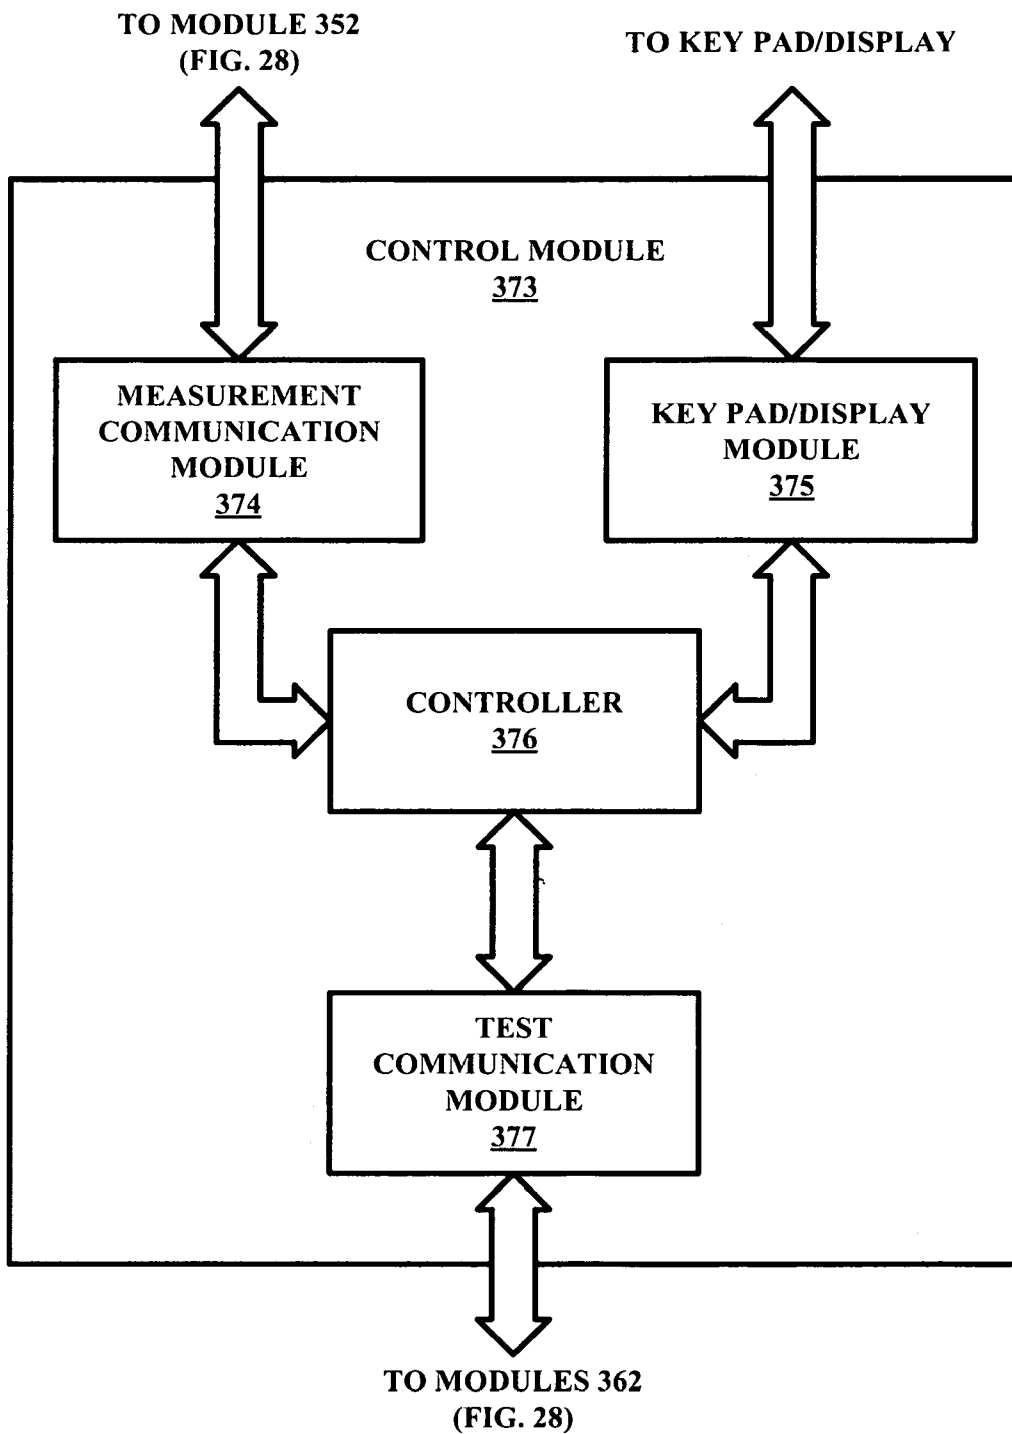 TO MODULE 352
(FIG. 28)
TO KEY PAD/DISPLAY
CONTROL MODULE
373
MEASUREMENT
COMMUNICATION
MODULE
374
KEY PAD/DISPLAY
MODULE
375
CONTROLLER
376
TEST
COMMUNICATION
MODULE
377
TO MODULES 362
(FIG. 28)